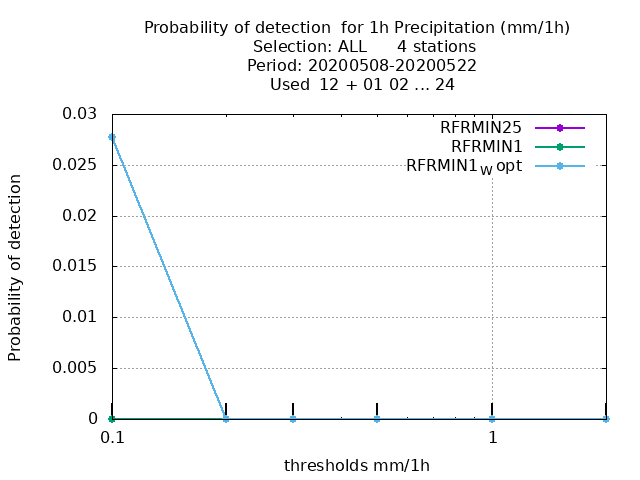 Probability of detection  for 1h Precipitation (mm/1h)
Selection: ALL      4 stations
Period: 20200508-20200522
Used  12 + 01 02 ... 24
RFRMIN25
RFRMIN1
RFRMIN1w opt
0.03
0.025
0.02
0.015
0.01
0.005
0
Probability of detection
0.1
1
thresholds mm/1h